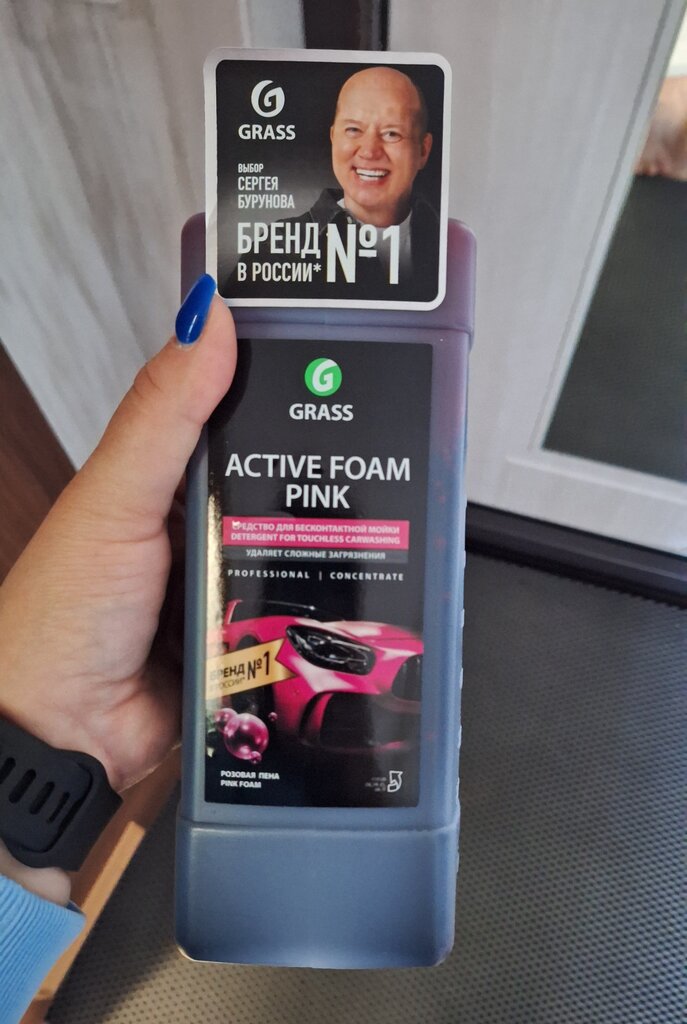 GRASS
ВЫБОР
СЕРГЕЯ
БУРУНОВА
БРЕНД №1
В РОССИИ*
GRASS
ACTIVE FOAM
PINK
СРЕДСТВО ДЛЯ БЕСКОНТАКТНОЙ МОЙКИ
DETERGENT FOR TOUCHLESS CARWASHING
УДАЛЯЕТ СЛОЖНЫЕ ЗАГРЯЗНЕНИЯ
PROFESSIONAL | CONCENTRATE
БРЕНД №1
В РОССИИ*
РОЗОВАЯ ПЕНА
PINK FOAM